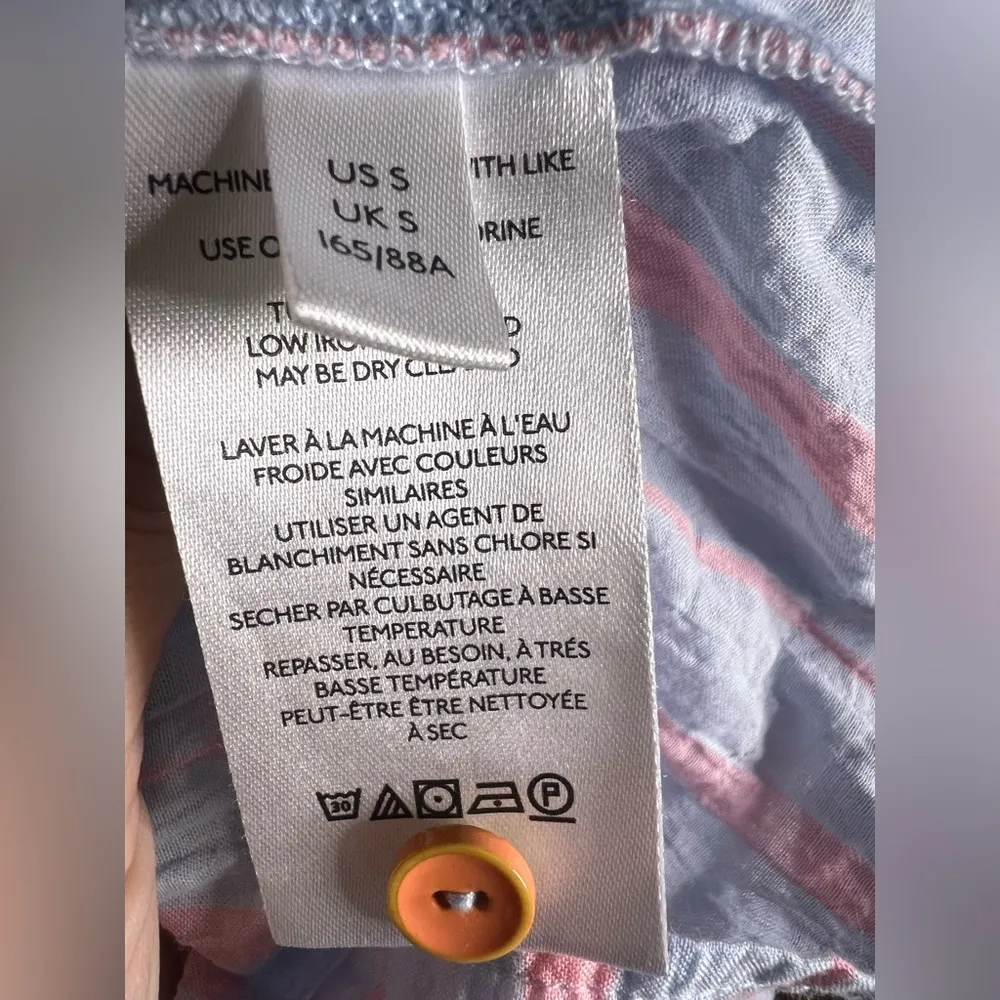 US S
UK S
165/88A
MACHINE WITH LIKE
USE
LOW IRO
MAY BE DRY CLE D
LAVER À LA MACHINE À L'EAU
FROIDE AVEC COULEURS
SIMILAIRES
UTILISER UN AGENT DE
BLANCHIMENT SANS CHLORE SI
NÉCESSAIRE
SECHER PAR CULBUTAGE À BASSE
TEMPERATURE
REPASSER, AU BESOIN, À TRÉS
BASSE TEMPÉRATURE
PEUT-ÊTRE ÊTRE NETTOYÉE
À SEC
30
P